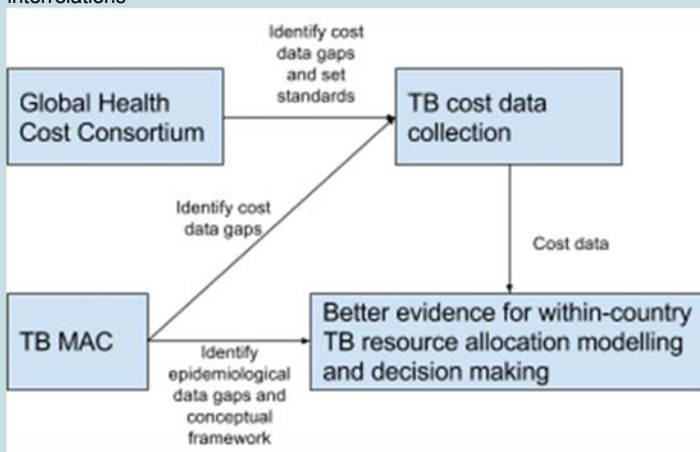 interrelations
Identify cost
data gaps
and set
standards
Global Health
Cost Consortium
TB cost data
collection
Identify cost
data gaps
Cost data
TB MAC
Better evidence for within-country
TB resource allocation modelling
and decision making
Identify
epidemiological
data gaps and
conceptual
framework